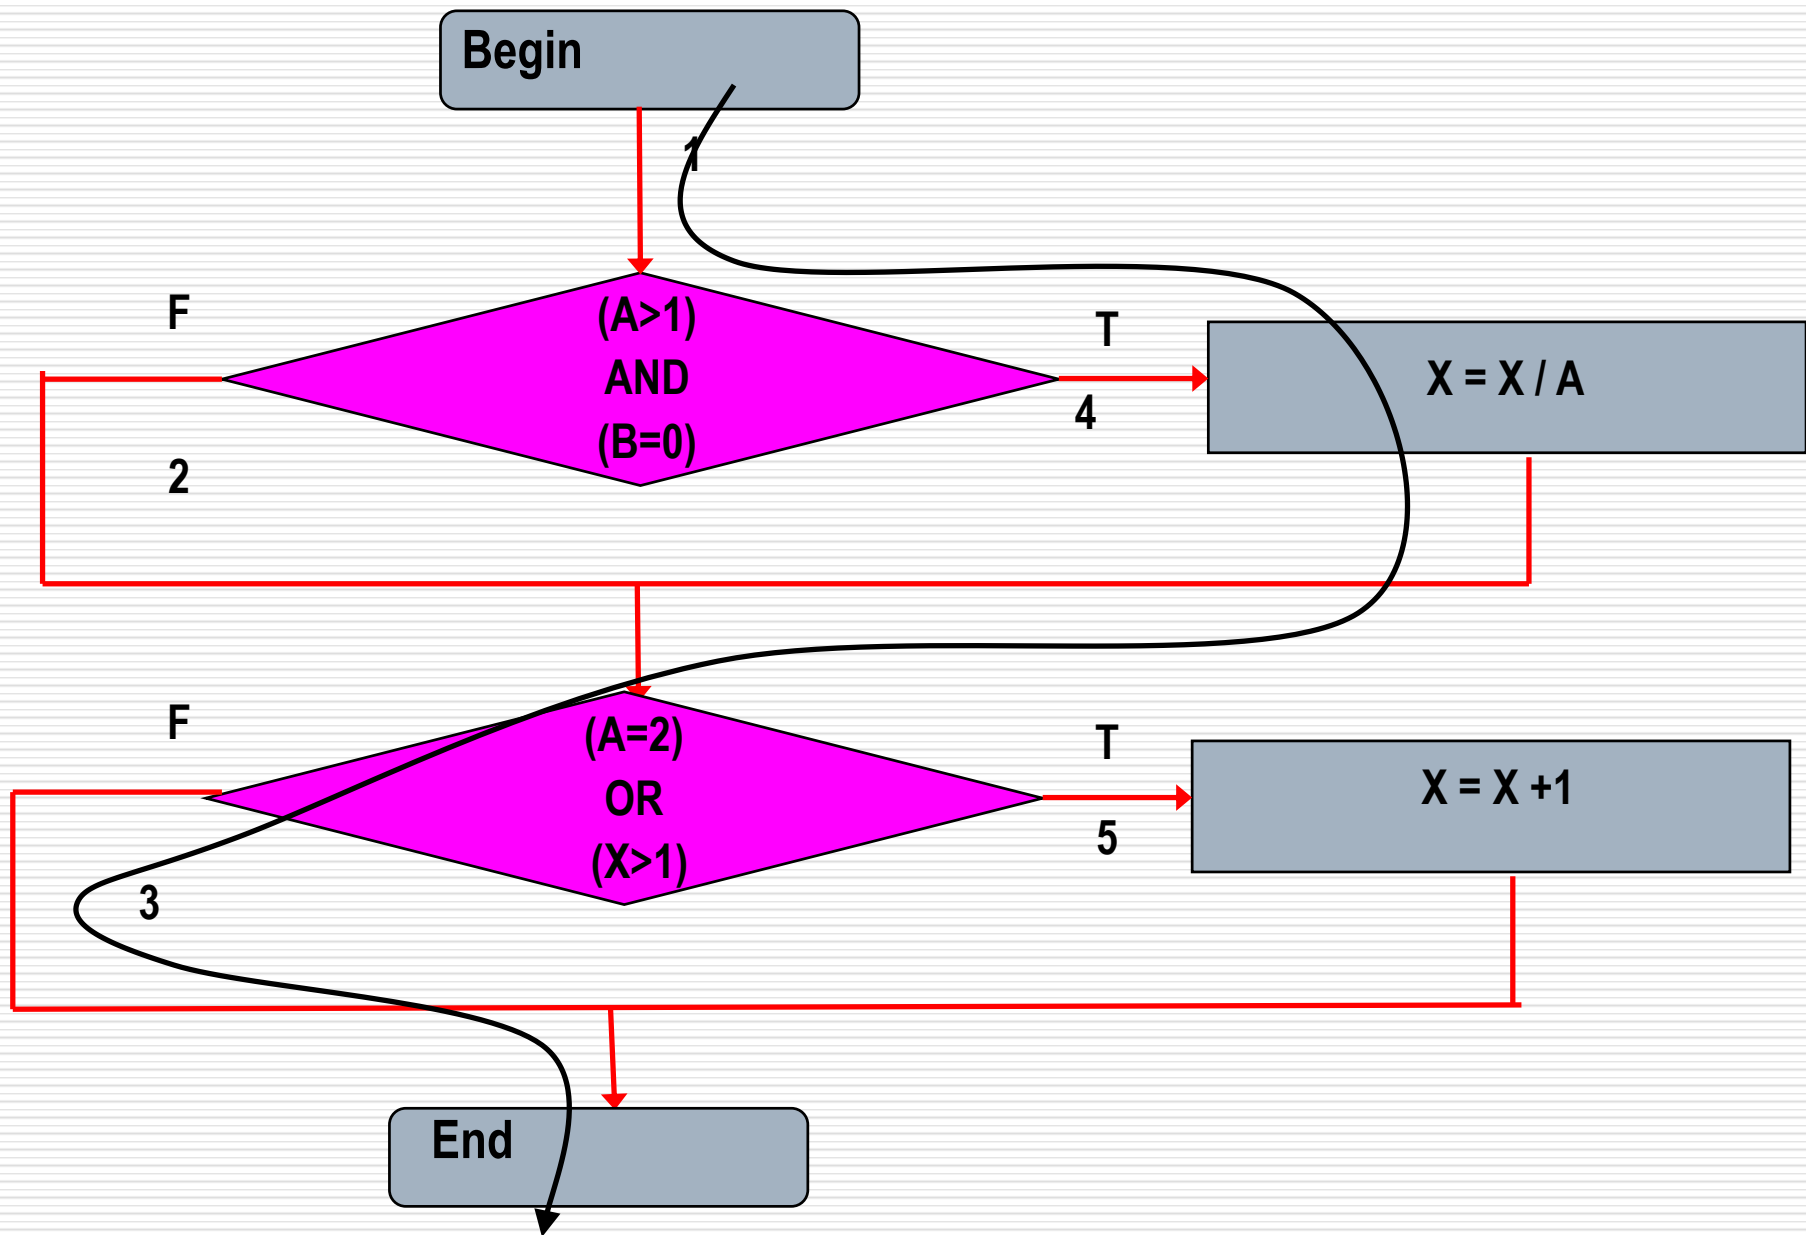 Begin
1
F
(A>1)
AND
(B=0)
T
4
X = X / A
2
F
(A=2)
OR
(X>1)
T
5
X = X +1
3
End